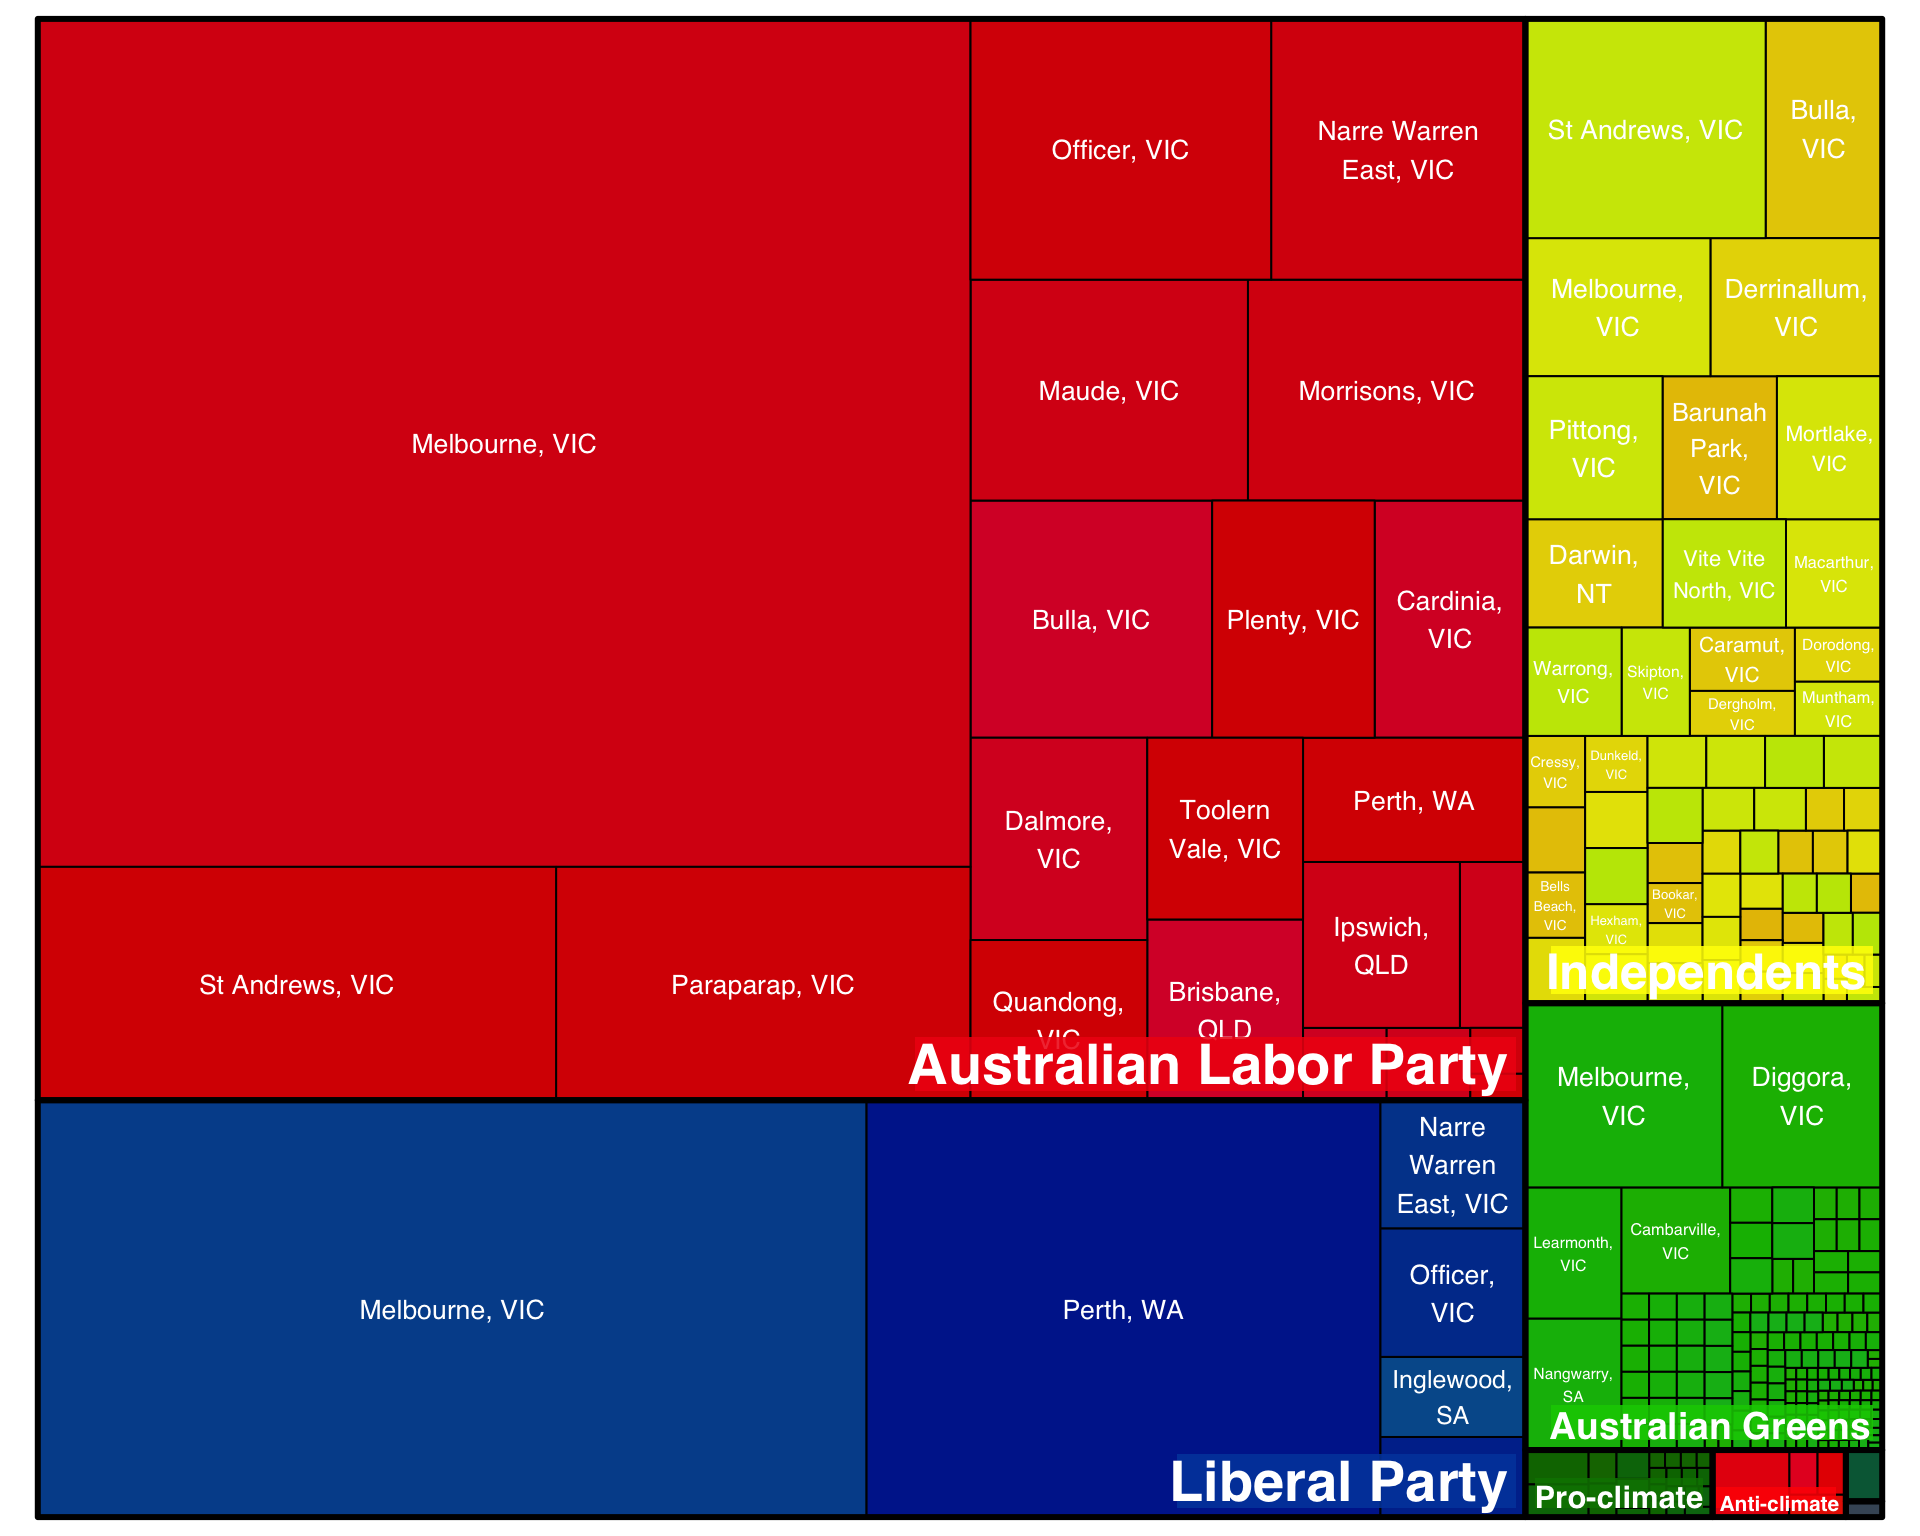 Melbourne, VIC
St Andrews, VIC
Paraparap, VIC
Officer, VIC
Narre Warren
East, VIC
Maude, VIC
Morrisons, VIC
Bulla, VIC
Plenty, VIC
Cardinia,
VIC
Dalmore,
VIC
Toolern
Vale, VIC
Perth, WA
Ipswich,
QLD
Quandong,
VIC
Brisbane,
QLD
Australian Labor Party
Melbourne, VIC
Perth, WA
Narre
Warren
East, VIC
Officer,
VIC
Inglewood,
SA
Liberal Party
St Andrews, VIC
Bulla,
VIC
Melbourne,
VIC
Derrinallum,
VIC
Pittong,
VIC
Barunah
Park,
VIC
Mortlake,
VIC
Darwin,
NT
Vite Vite
North, VIC
Macarthur,
VIC
Warrong,
VIC
Skipton,
VIC
Caramut,
VIC
Dorodong,
VIC
Dergholm,
VIC
Muntham,
VIC
Cressy,
VIC
Dunkeld,
VIC
Bells
Beach,
VIC
Bookar,
VIC
Hexham,
VIC
Independents
Melbourne,
VIC
Diggora,
VIC
Learmonth,
VIC
Cambarville,
VIC
Nangwarry,
SA
Australian Greens
Pro-climate
Anti-climate